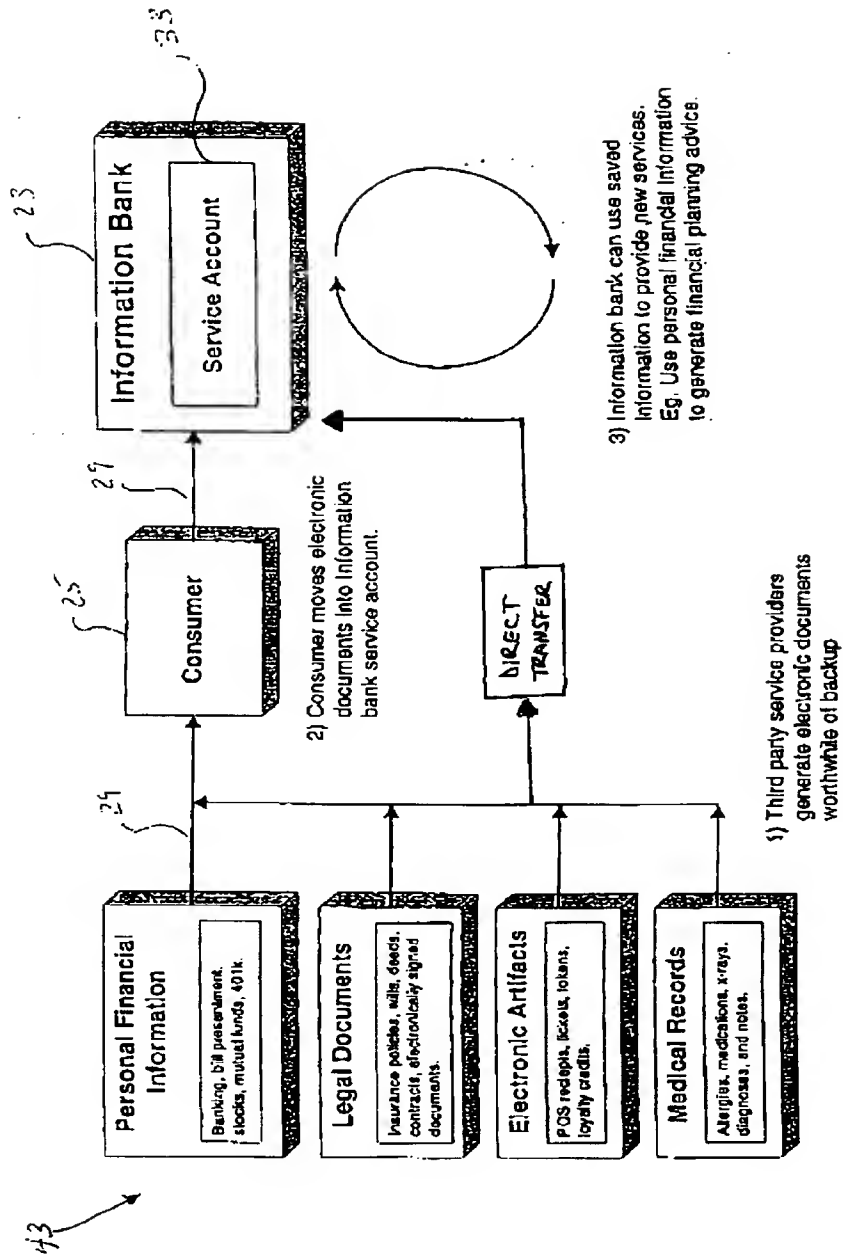 43
Personal Financial
Information
Banking, bill presentment,
stocks, mutual funds, 401k.
Legal Documents
Insurance policies, wills, deeds,
contracts, electronically signed
documents.
Electronic Artifacts
POS reciepts, tickets, tokens,
loyalty credits.
Medical Records
Allergies, medications, x-rays,
diagnoses, and notes.
29
1) Third party service providers
generate electronic documents
worthwhile of backup
25
Consumer
2) Consumer moves electronic
documents into Information
bank service account.
DIRECT
TRANSFER
29
23
Information Bank
Service Account
33
3) Information bank can use saved
information to provide new services.
Eg. Use personal financial information
to generate financial planning advice.